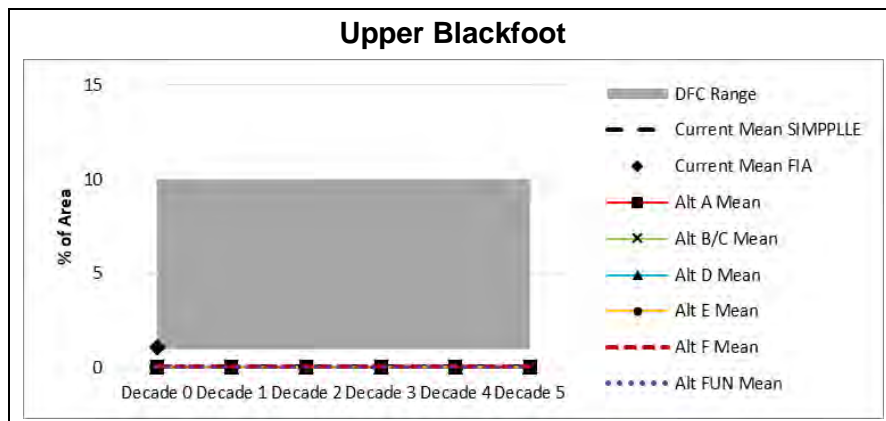 Upper Blackfoot
15
10
5
0
% of Area
Decade 0 Decade 1 Decade 2 Decade 3 Decade 4 Decade 5
DFC Range
Current Mean SIMPPLLE
Current Mean FIA
Alt A Mean
Alt B/C Mean
Alt D Mean
Alt E Mean
Alt F Mean
Alt FUN Mean